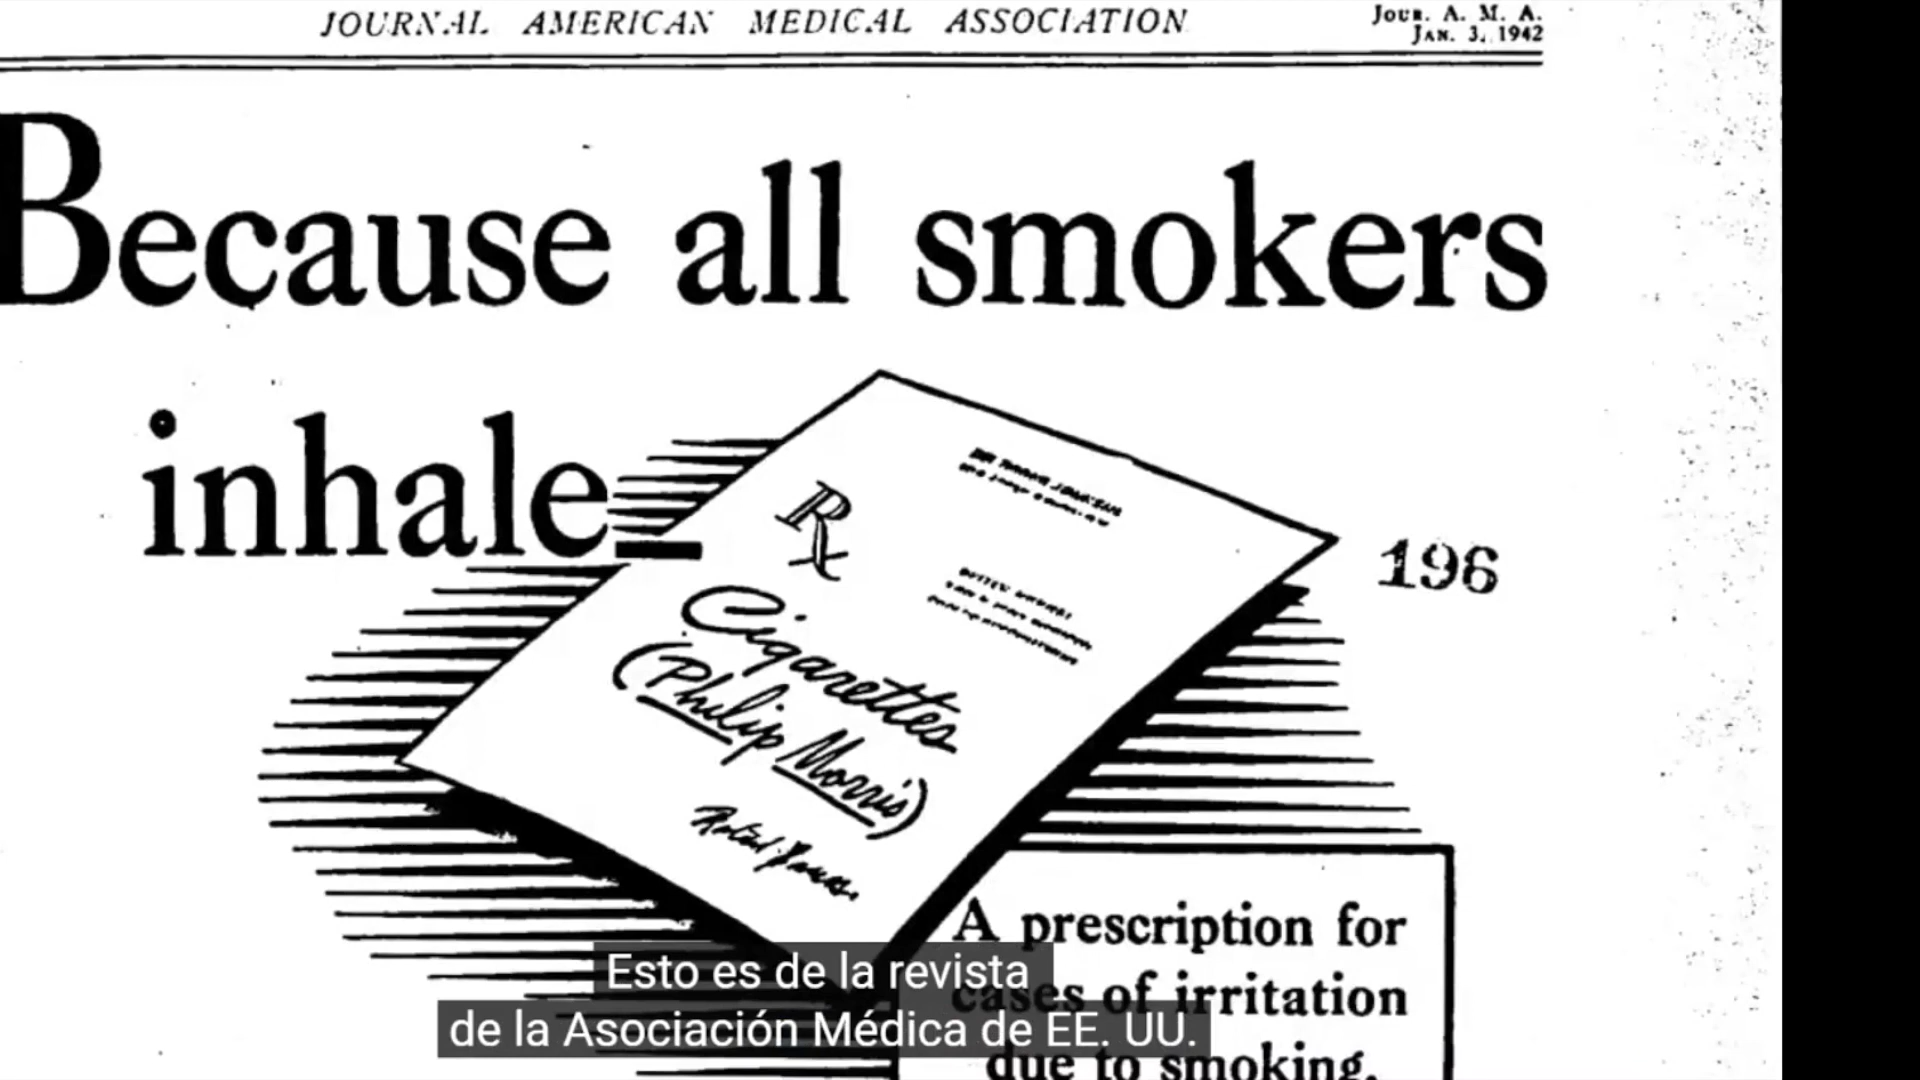 JOURNAL AMERICAN MEDICAL ASSOCIATION
JOUR. A. M. A.
JAN. 3, 1942
Because all smokers
inhale—
Rx
Cigarettes
(Philip Morris)
196
A prescription for
cases of irritation
due to smoking.
Esto es de la revista
de la Asociación Médica de EE. UU.